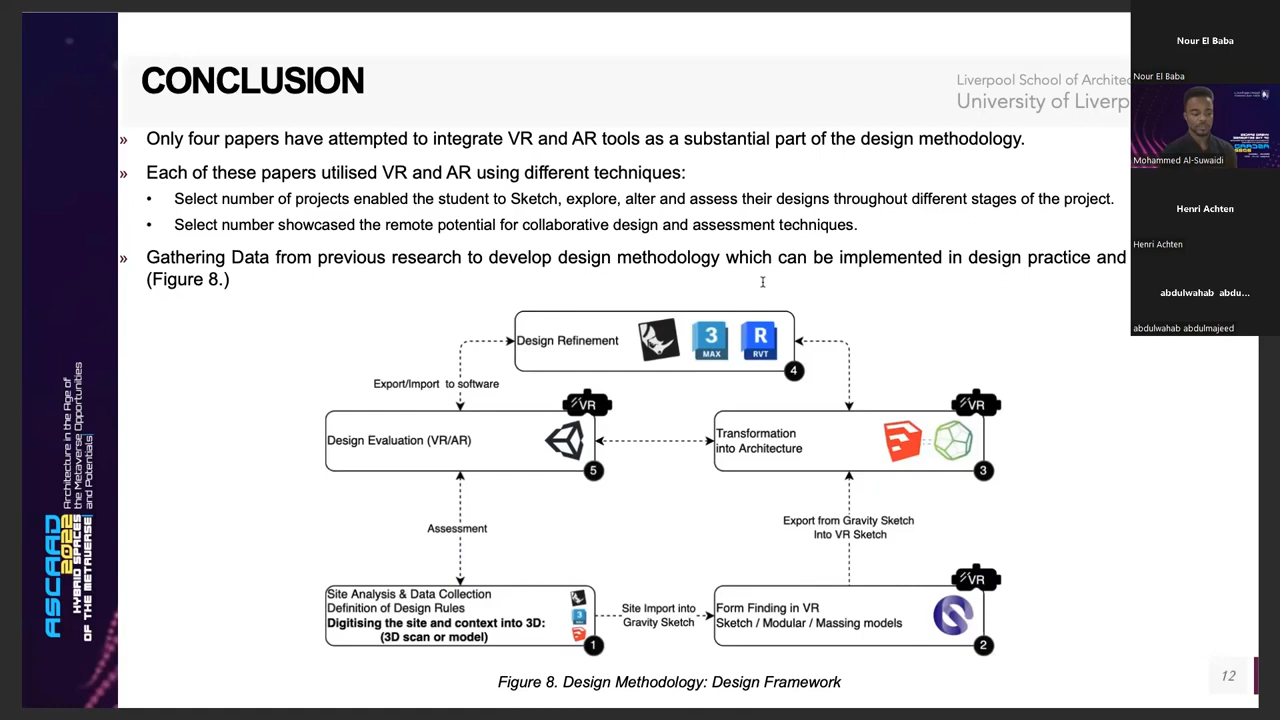 CONCLUSION
Liverpool School of Architec
University of Liverp
» Only four papers have attempted to integrate VR and AR tools as a substantial part of the design methodology.
» Each of these papers utilised VR and AR using different techniques:
• Select number of projects enabled the student to Sketch, explore, alter and assess their designs throughout different stages of the project.
• Select number showcased the remote potential for collaborative design and assessment techniques.
» Gathering Data from previous research to develop design methodology which can be implemented in design practice and
(Figure 8.)
Design Refinement
3
MAX
R
RVT
4
Export/Import to software
VR
Design Evaluation (VR/AR)
5
VR
Transformation
into Architecture
3
Assessment
Export from Gravity Sketch
Into VR Sketch
Site Analysis & Data Collection
Definition of Design Rules
Digitising the site and context into 3D:
(3D scan or model)
3
1
Site Import into
Gravity Sketch
VR
Form Finding in VR
Sketch / Modular / Massing models
2
Figure 8. Design Methodology: Design Framework
12
ASCAAD
2022
Architecture in the Age of
the Metaverse Opportunities
and Potentials
HYBRID SPACES
OF THE METAVERSE
Nour El Baba
Nour El Baba
Mohammed Al-Suwaidi
Henri Achten
Henri Achten
abdulwahab abdu...
abdulwahab abdulmajeed